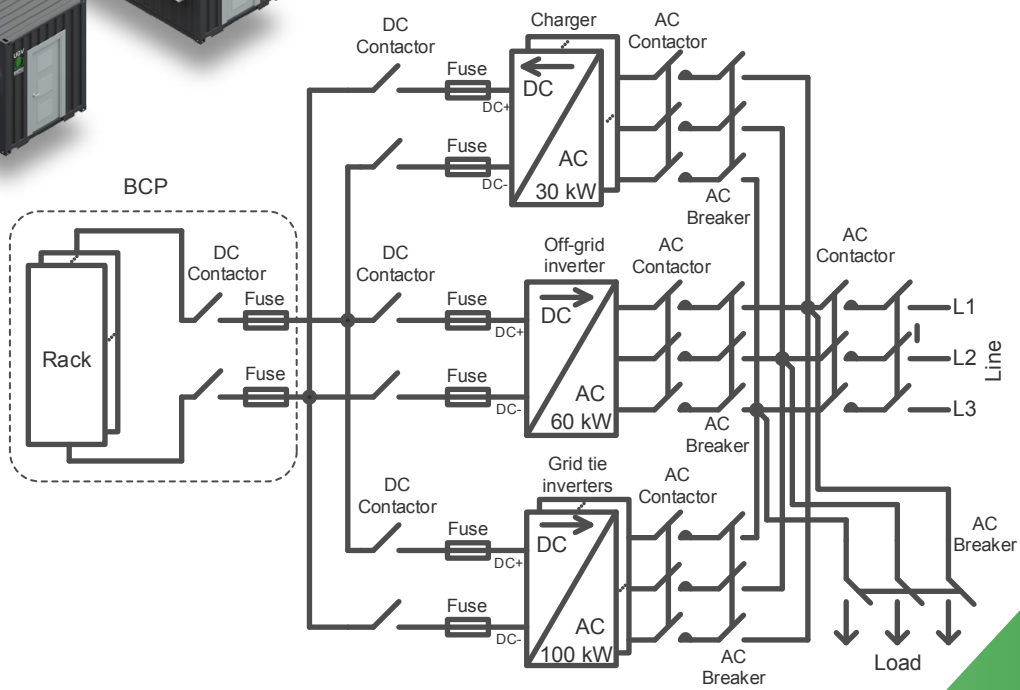 BCP
DC
Contactor
Fuse
Rack
Fuse
DC
Contactor
Fuse
DC+
Fuse
DC-
Charger
DC
AC
30 kW
AC
Contactor
AC
Breaker
DC
Contactor
Fuse
DC+
Fuse
DC-
Off-grid
inverter
DC
AC
60 kW
AC
Contactor
AC
Breaker
DC
Contactor
Fuse
DC+
Fuse
DC-
Grid tie
inverters
DC
AC
100 kW
AC
Contactor
AC
Breaker
AC
Contactor
L1
L2
L3
Line
AC
Breaker
Load